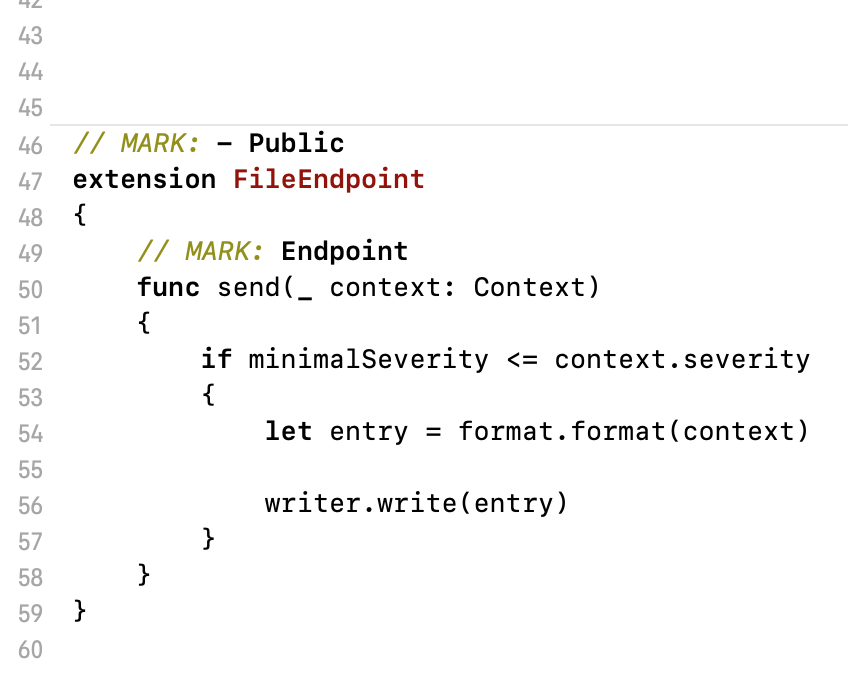 42
43
44
45
46 // MARK: - Public
47 extension FileEndpoint
48 {
49     // MARK: Endpoint
50     func send(_ context: Context)
51     {
52         if minimalSeverity <= context.severity
53         {
54             let entry = format.format(context)
55
56             writer.write(entry)
57         }
58     }
59 }
60